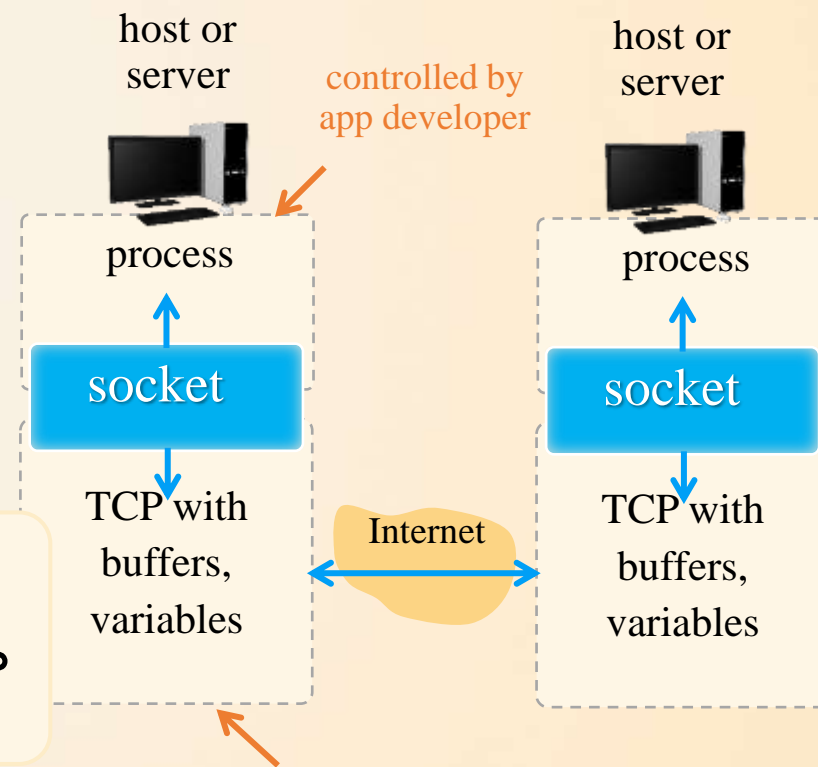 host or
server
host or
server
controlled by
app developer
process
process
socket
socket
TCP with
buffers,
variables
Internet
TCP with
buffers,
variables